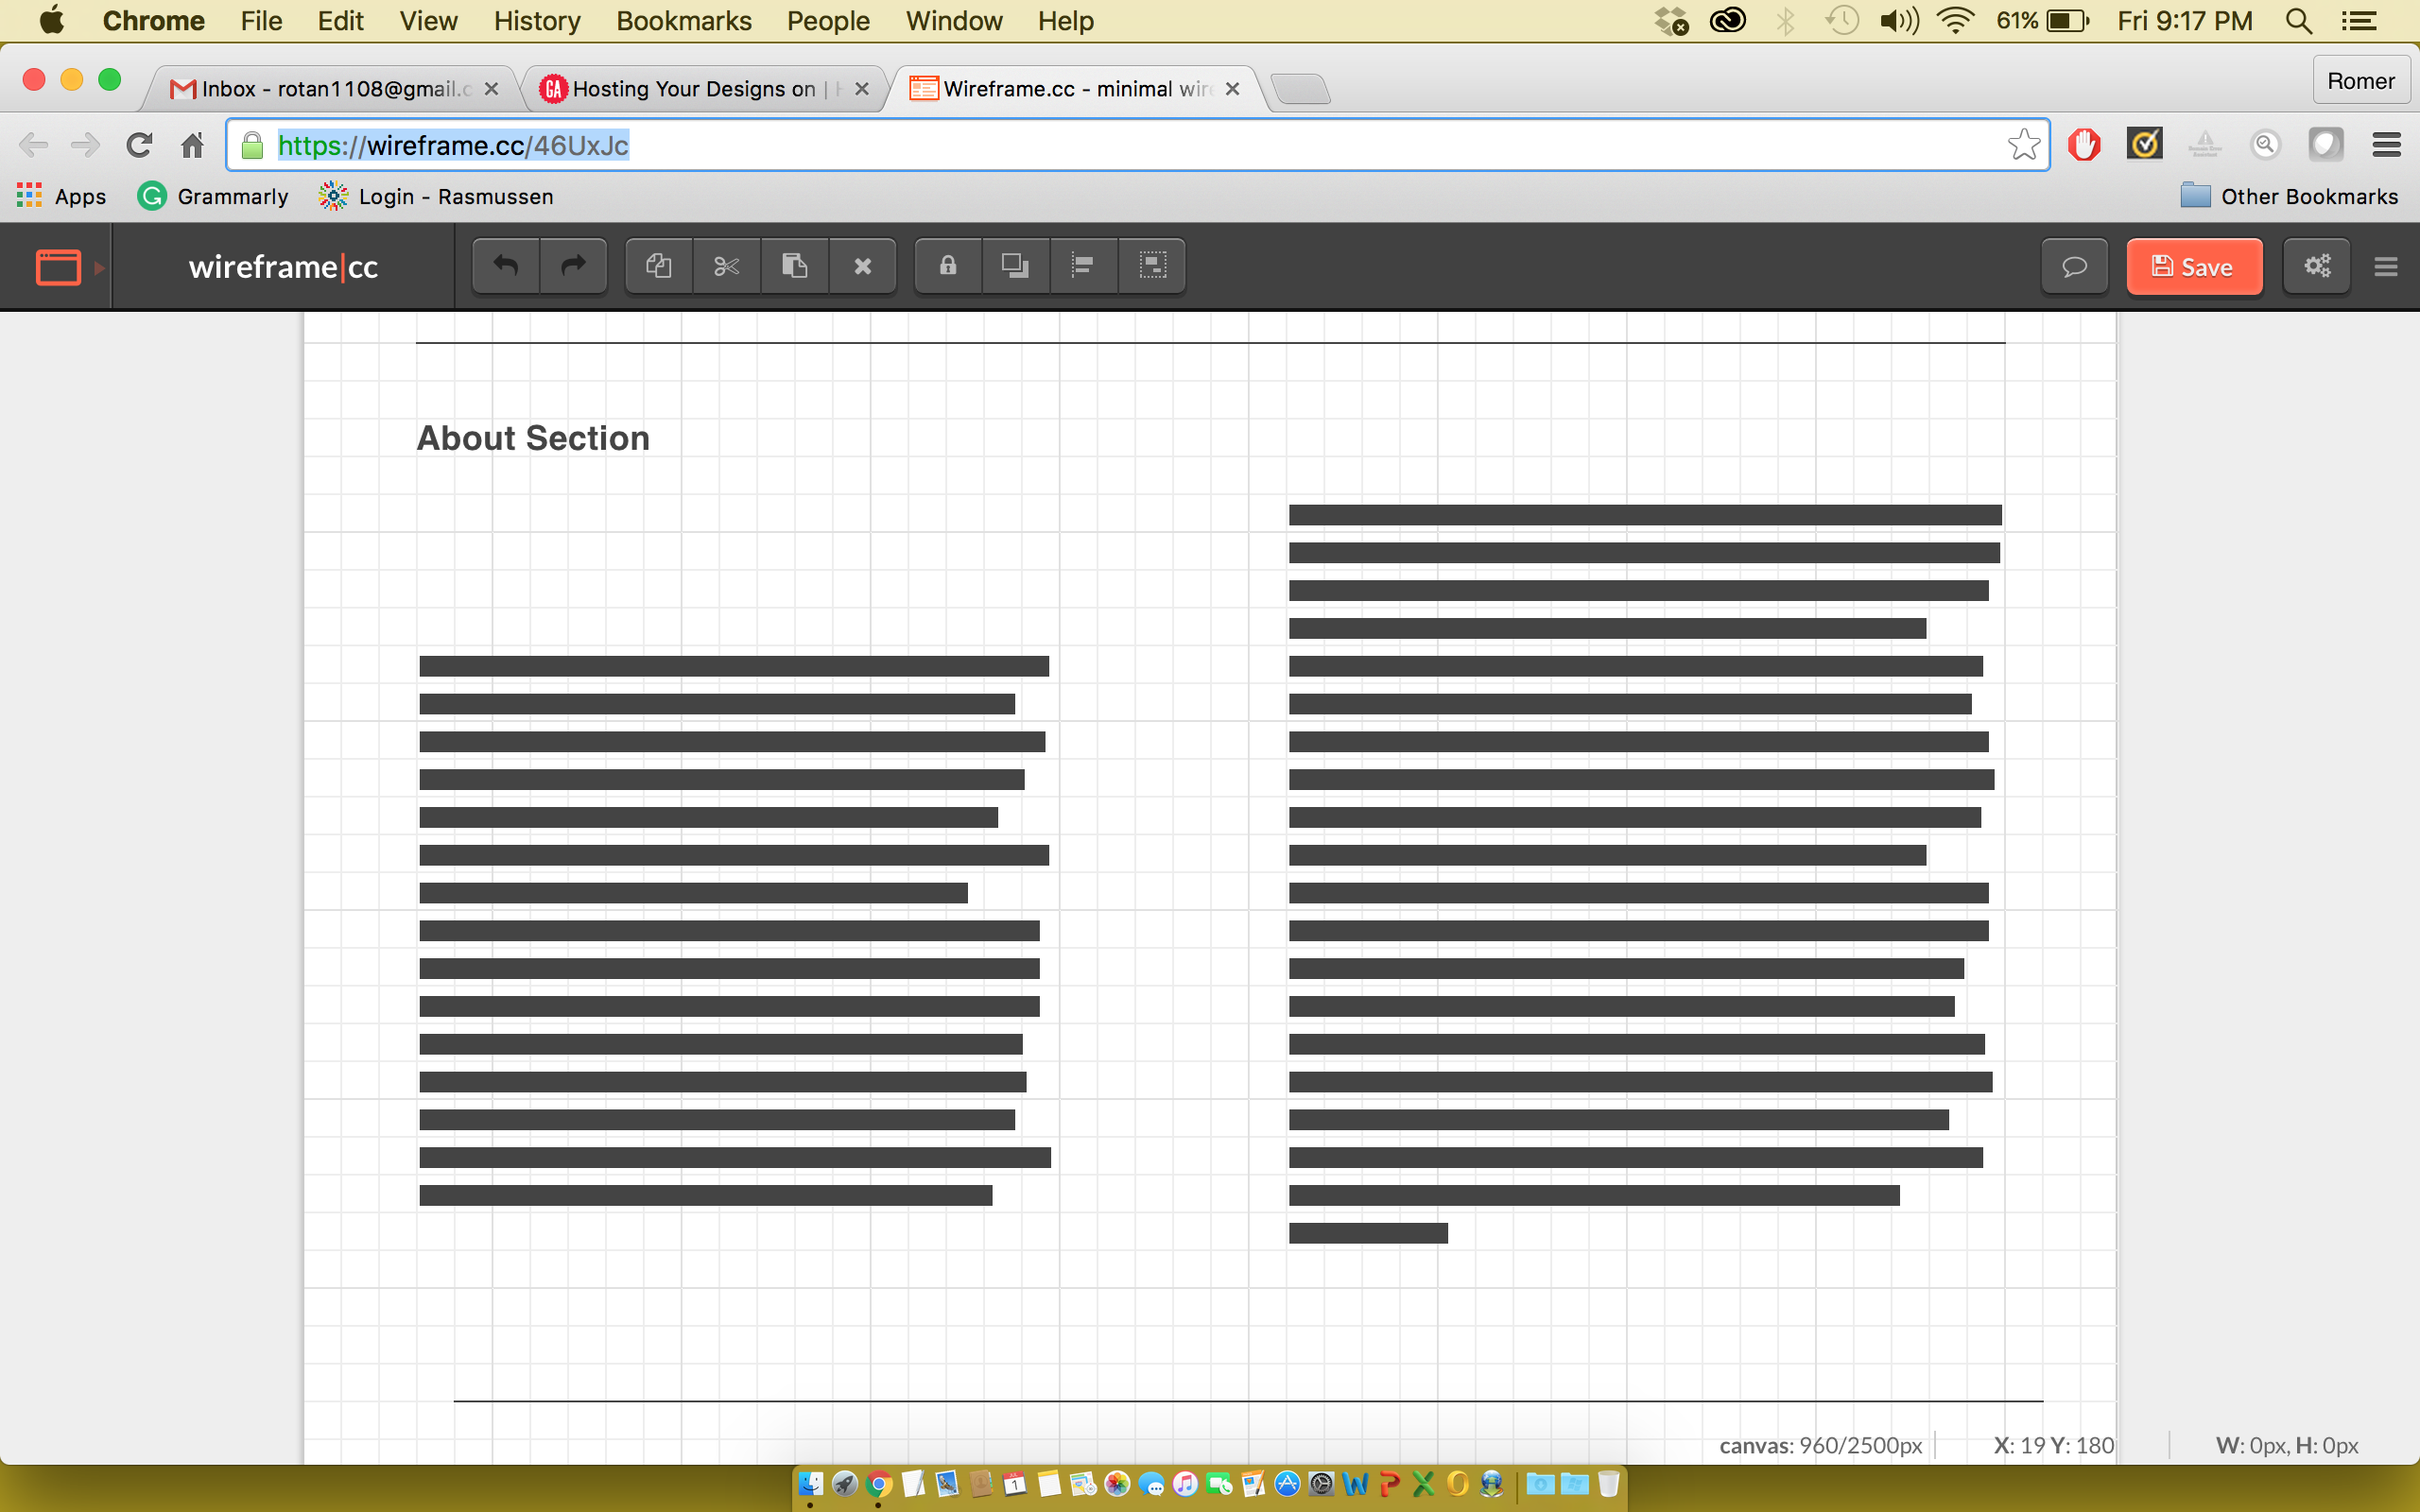 Chrome File Edit View History Bookmarks People Window Help 61% Fri 9:17 PM
Inbox - rotan1108@gmail.c GA Hosting Your Designs on | Wireframe.cc - minimal wir Romer
https://wireframe.cc/46UxJc
Apps Grammarly Login - Rasmussen Other Bookmarks
wireframe|cc Save
About Section
canvas: 960/2500px X: 19 Y: 180 W: 0px, H: 0px
1